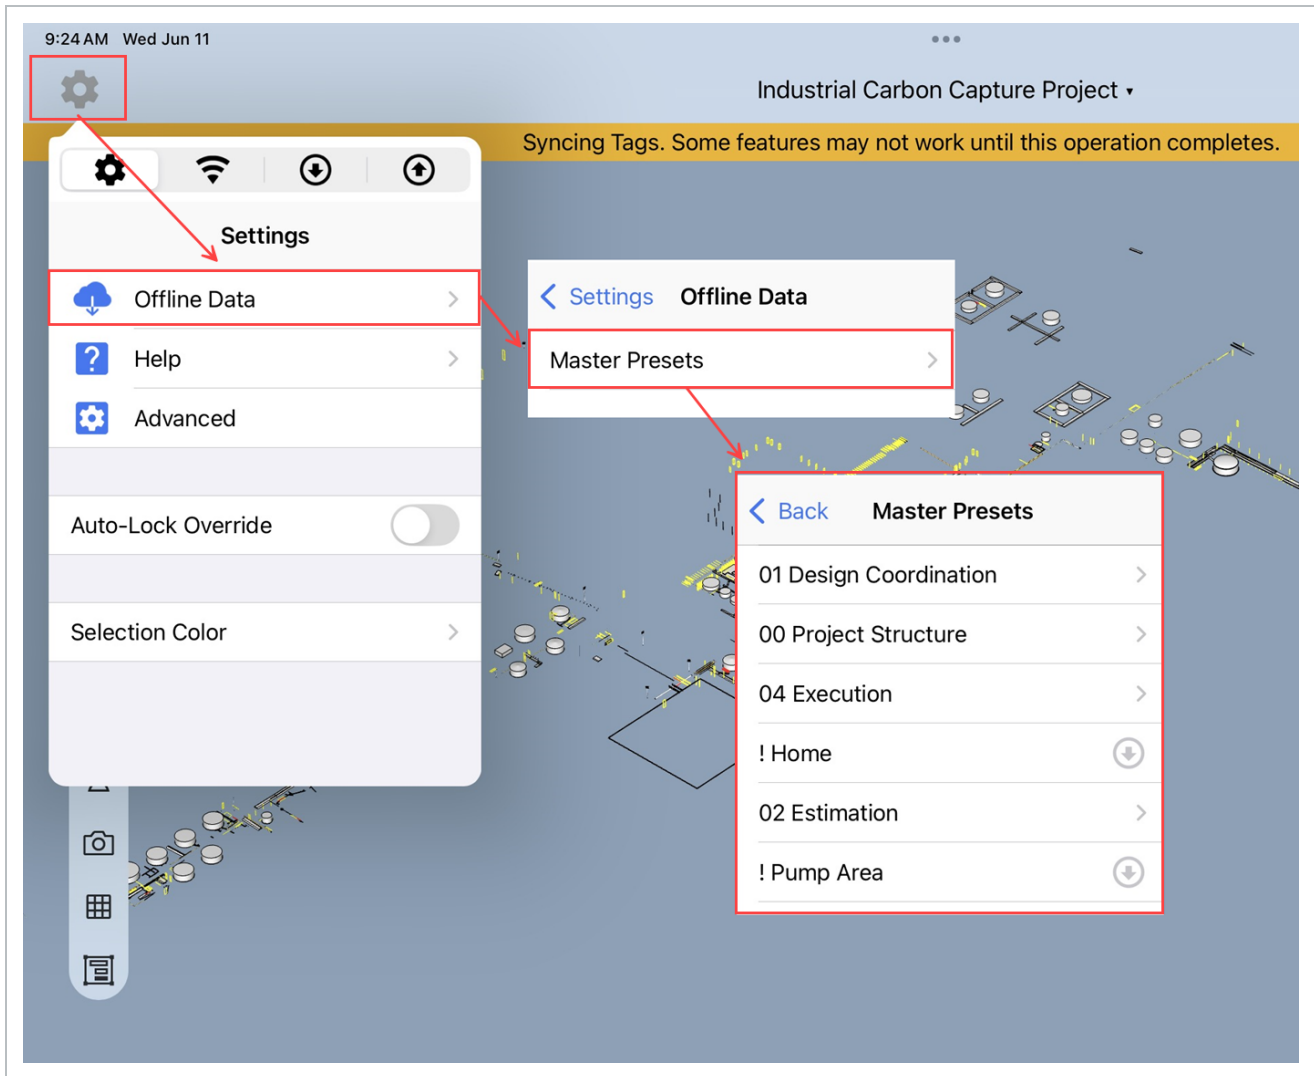 9:24 AM Wed Jun 11
Industrial Carbon Capture Project
Syncing Tags. Some features may not work until this operation completes.
Settings
Offline Data
Help
Advanced
Auto-Lock Override
Selection Color
Settings Offline Data
Master Presets
Back Master Presets
01 Design Coordination
00 Project Structure
04 Execution
! Home
02 Estimation
! Pump Area